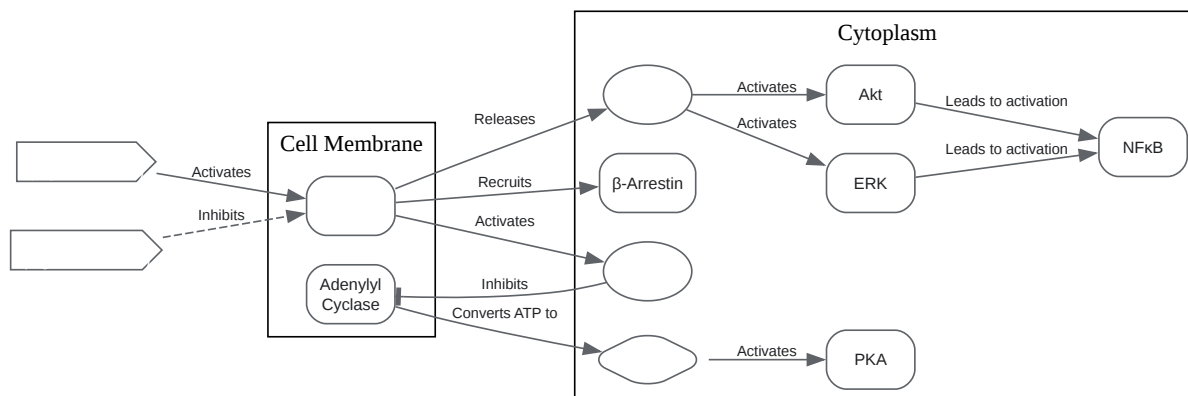 Cytoplasm
Activates
Akt
Leads to activation
Releases
Activates
Cell Membrane
NFκB
Leads to activation
Activates
Recruits
β-Arrestin
ERK
Inhibits
Activates
Adenylyl
Cyclase
Inhibits
Converts ATP to
Activates
PKA